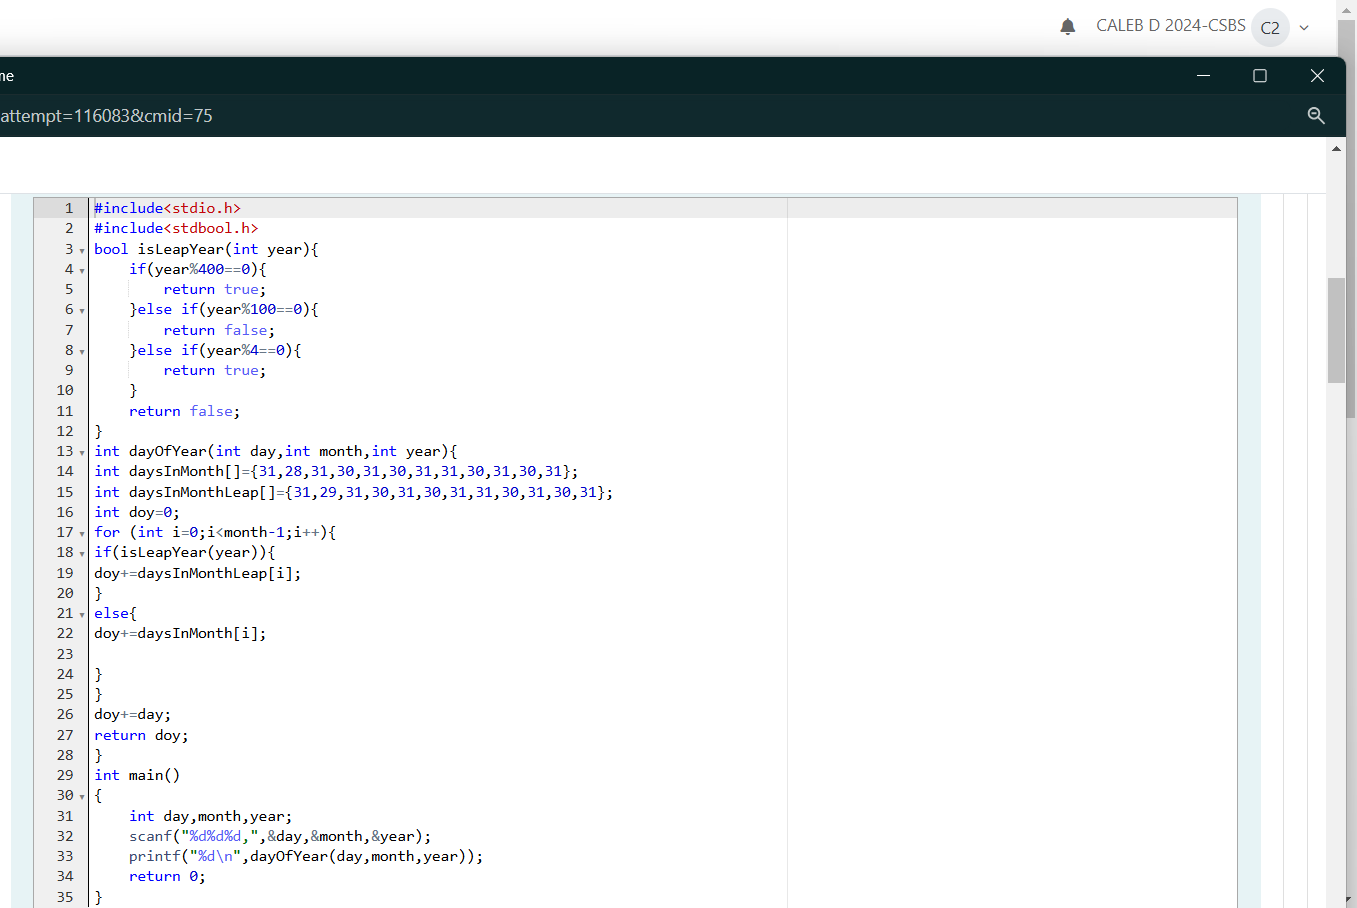 CALEB D 2024-CSBS C2
me
attempt=116083&cmid=75
1 #include<stdio.h>
2 #include<stdbool.h>
3 bool isLeapYear(int year){
4 if(year%400==0){
5 return true;
6 }else if(year%100==0){
7 return false;
8 }else if(year%4==0){
9 return true;
10 }
11 return false;
12 }
13 int dayOfYear(int day,int month,int year){
14 int daysInMonth[]={31,28,31,30,31,30,31,31,30,31,30,31};
15 int daysInMonthLeap[]={31,29,31,30,31,30,31,31,30,31,30,31};
16 int doy=0;
17 for (int i=0;i<month-1;i++){
18 if(isLeapYear(year)){
19 doy+=daysInMonthLeap[i];
20 }
21 else{
22 doy+=daysInMonth[i];
23
24 }
25 }
26 doy+=day;
27 return doy;
28 }
29 int main()
30 {
31 int day,month,year;
32 scanf("%d%d%d,",&day,&month,&year);
33 printf("%d\n",dayOfYear(day,month,year));
34 return 0;
35 }